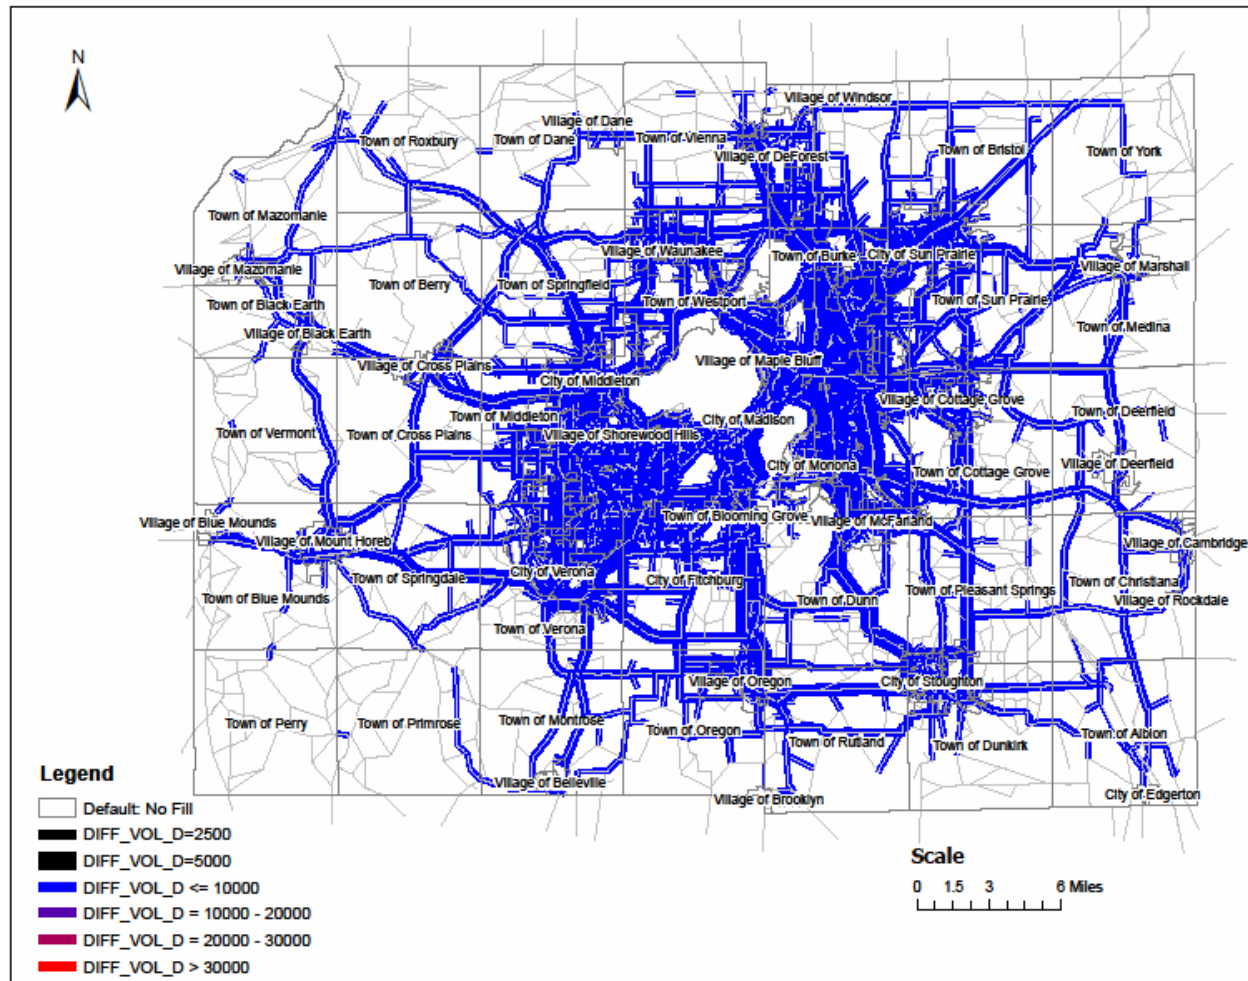 N
Village of Windsor
Village of Dane
Town of Roxbury
Town of Dane
Town of Vienna
Village of DeForest
Town of Bristol
Town of York
Town of Mazomanie
Village of Waunakee
Town of Burke
City of Sun Prairie
Village of Mazomanie
Village of Marshall
Town of Berry
Town of Springfield
Town of Black Earth
Town of Westport
Town of Sun Prairie
Town of Medina
Village of Black Earth
Village of Maple Bluff
Village of Cross Plains
City of Middleton
Village of Cottage Grove
Town of Deerfield
Town of Middleton
City of Madison
Town of Vermont
Town of Cross Plains
Village of Shorewood Hills
City of Monona
Town of Cottage Grove
Village of Deerfield
Village of Blue Mounds
Town of Blooming Grove
Village of McFarland
Village of Mount Horeb
Village of Cambridge
Town of Springdale
City of Verona
City of Fitchburg
Town of Pleasant Springs
Town of Christiana
Town of Blue Mounds
Town of Dunn
Village of Rockdale
Town of Verona
Village of Oregon
City of Stoughton
Town of Perry
Town of Primrose
Town of Montrose
Town of Oregon
Town of Rutland
Town of Dunkirk
Town of Albion
Village of Belleville
Village of Brooklyn
City of Edgerton
Legend
Default: No Fill
DIFF_VOL_D=2500
DIFF_VOL_D=5000
DIFF_VOL_D <= 10000
DIFF_VOL_D = 10000 - 20000
DIFF_VOL_D = 20000 - 30000
DIFF_VOL_D > 30000
Scale
0 1.5 3 6 Miles